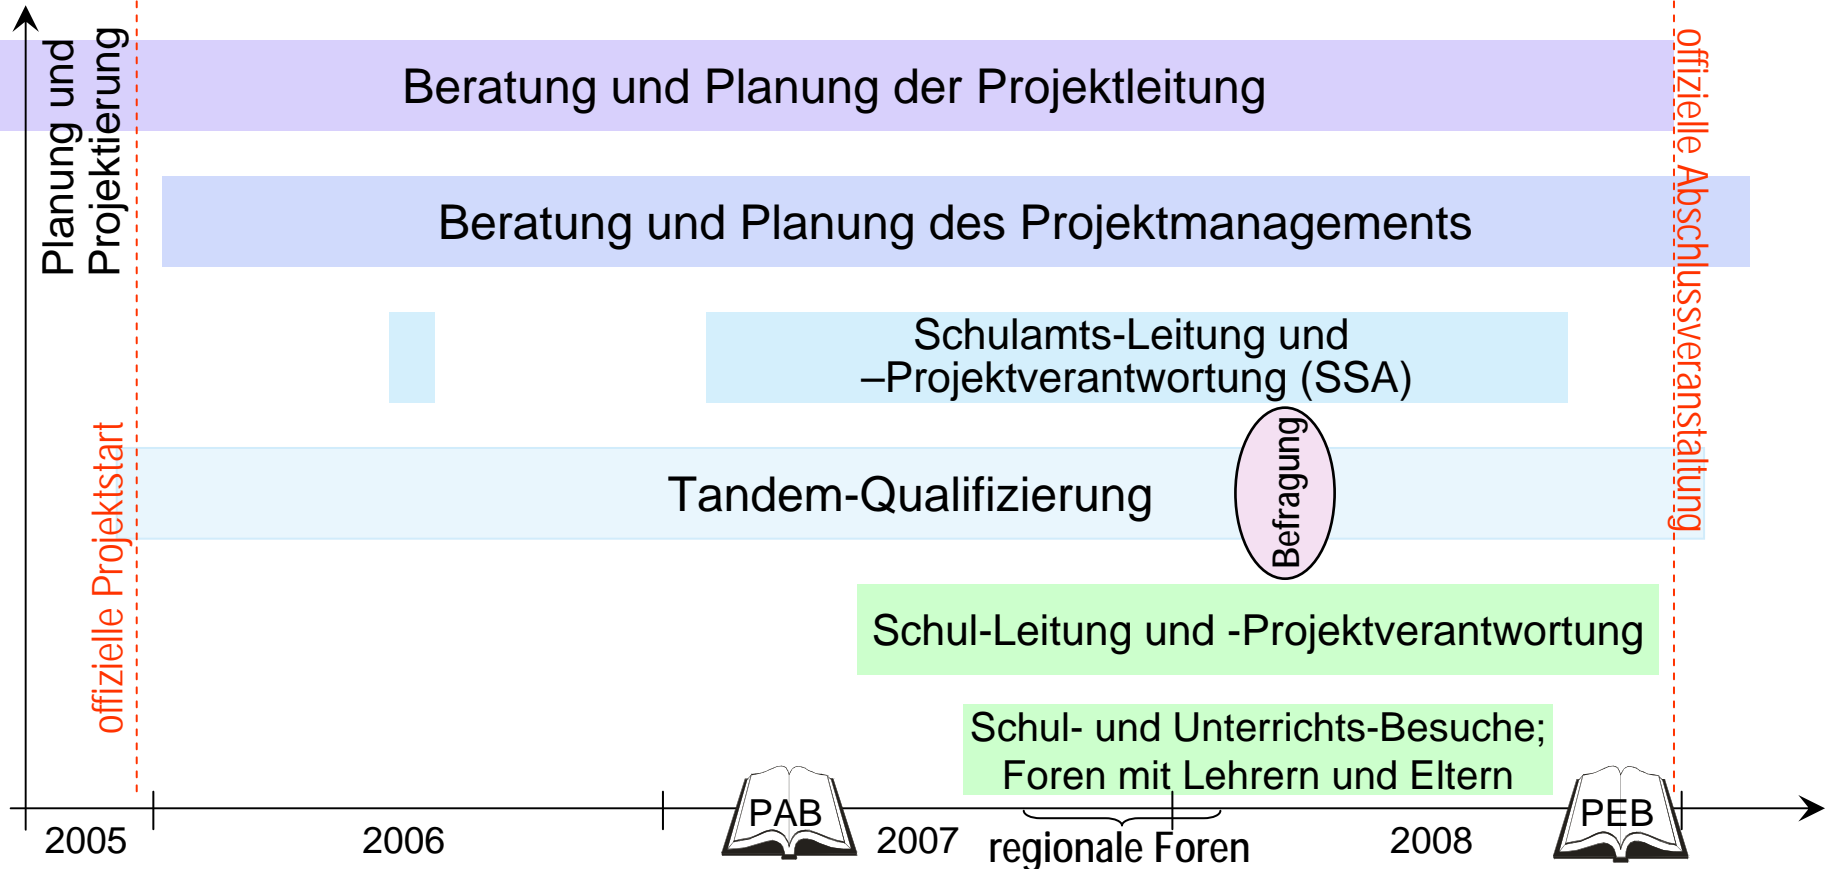 Planung und
Projektierung
Beratung und Planung der Projektleitung
offizielle Abschlussveranstaltung
Beratung und Planung des Projektmanagements
Schulamts-Leitung und
–Projektverantwortung (SSA)
offizielle Projektstart
Tandem-Qualifizierung
Befragung
Schul-Leitung und -Projektverantwortung
Schul- und Unterrichts-Besuche;
Foren mit Lehrern und Eltern
PAB
PEB
2005
2006
2007
regionale Foren
2008